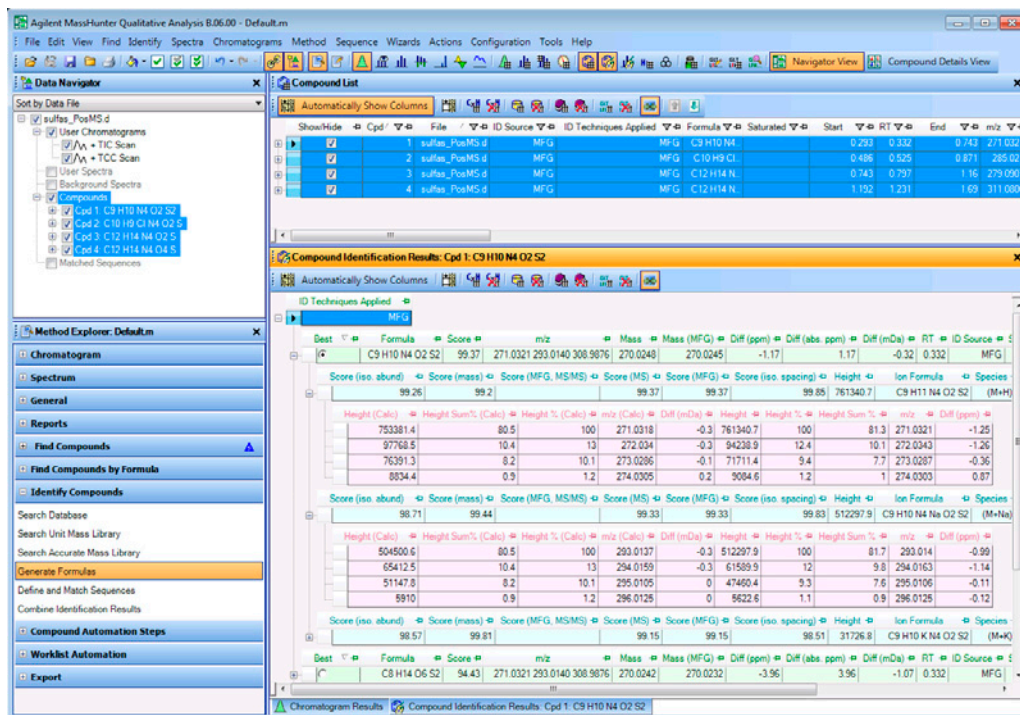 Agilent MassHunter Qualitative Analysis B.06.00 - Default.m
File Edit View Find Identify Spectra Chromatograms Method Sequence Wizards Actions Configuration Tools Help
Navigator View Compound Details View
Data Navigator
Sort by Data File
sulfas_PosMS.d
User Chromatograms
+ TIC Scan
+ TCC Scan
User Spectra
Background Spectra
Compounds
Cpd 1: C9 H10 N4 O2 S2
Cpd 2: C10 H9 Cl N4 O2 S
Cpd 3: C12 H14 N4 O2 S
Cpd 4: C12 H14 N4 O4 S
Matched Sequences
Method Explorer: Default.m
Chromatogram
Spectrum
General
Reports
Find Compounds
Find Compounds by Formula
Identify Compounds
Search Database
Search Unit Mass Library
Search Accurate Mass Library
Generate Formulas
Define and Match Sequences
Combine Identification Results
Compound Automation Steps
Worklist Automation
Export
Compound List
Automatically Show Columns
Show/Hide Cpd File ID Source ID Techniques Applied Formula Saturated Start RT End m/z
1 sulfas_PosMS.d MFG MFG C9 H10 N4... 0.293 0.332 0.743 271.032
2 sulfas_PosMS.d MFG MFG C10 H9 Cl... 0.486 0.525 0.871 285.02
3 sulfas_PosMS.d MFG MFG C12 H14 N... 0.743 0.797 1.16 279.090
4 sulfas_PosMS.d MFG MFG C12 H14 N... 1.192 1.231 1.69 311.080
Compound Identification Results: Cpd 1: C9 H10 N4 O2 S2
Automatically Show Columns
ID Techniques Applied
MFG
Best Formula Score m/z Mass Mass (MFG) Diff (ppm) Diff (abs. ppm) Diff (mDa) RT ID Source
C9 H10 N4 O2 S2 99.37 271.0321 293.0140 308.9876 270.0248 270.0245 -1.17 1.17 -0.32 0.332 MFG
Score (iso. abund) Score (mass) Score (MFG, MS/MS) Score (MS) Score (MFG) Score (iso. spacing) Height Ion Formula Species
99.26 99.2 99.37 99.37 99.85 761340.7 C9 H11 N4 O2 S2 (M+H)
Height (Calc) Height Sum% (Calc) Height % (Calc) m/z (Calc) Diff (mDa) Height Height % Height Sum % m/z Diff (ppm)
753381.4 80.5 100 271.0318 -0.3 761340.7 100 81.3 271.0321 -1.25
97768.5 10.4 13 272.034 -0.3 94238.9 12.4 10.1 272.0343 -1.26
76391.3 8.2 10.1 273.0286 -0.1 71711.4 9.4 7.7 273.0287 -0.36
8834.4 0.9 1.2 274.0305 0.2 9084.6 1.2 1 274.0303 0.87
Score (iso. abund) Score (mass) Score (MFG, MS/MS) Score (MS) Score (MFG) Score (iso. spacing) Height Ion Formula Species
98.71 99.44 99.33 99.33 99.83 512297.9 C9 H10 N4 Na O2 S2 (M+Na)
Height (Calc) Height Sum% (Calc) Height % (Calc) m/z (Calc) Diff (mDa) Height Height % Height Sum % m/z Diff (ppm)
504500.6 80.5 100 293.0137 -0.3 512297.9 100 81.7 293.014 -0.99
65412.5 10.4 13 294.0159 -0.3 61589.9 12 9.8 294.0163 -1.14
51147.8 8.2 10.1 295.0105 0 47460.4 9.3 7.6 295.0106 -0.11
5910 0.9 1.2 296.0125 0 5622.6 1.1 0.9 296.0125 -0.12
Score (iso. abund) Score (mass) Score (MFG, MS/MS) Score (MS) Score (MFG) Score (iso. spacing) Height Ion Formula Species
98.57 99.81 99.15 99.15 98.51 31726.8 C9 H10 K N4 O2 S2 (M+K)
Best Formula Score m/z Mass Mass (MFG) Diff (ppm) Diff (abs. ppm) Diff (mDa) RT ID Source
C8 H14 O6 S2 94.43 271.0321 293.0140 308.9876 270.0242 270.0232 -3.96 3.96 -1.07 0.332 MFG
Chromatogram Results Compound Identification Results: Cpd 1: C9 H10 N4 O2 S2